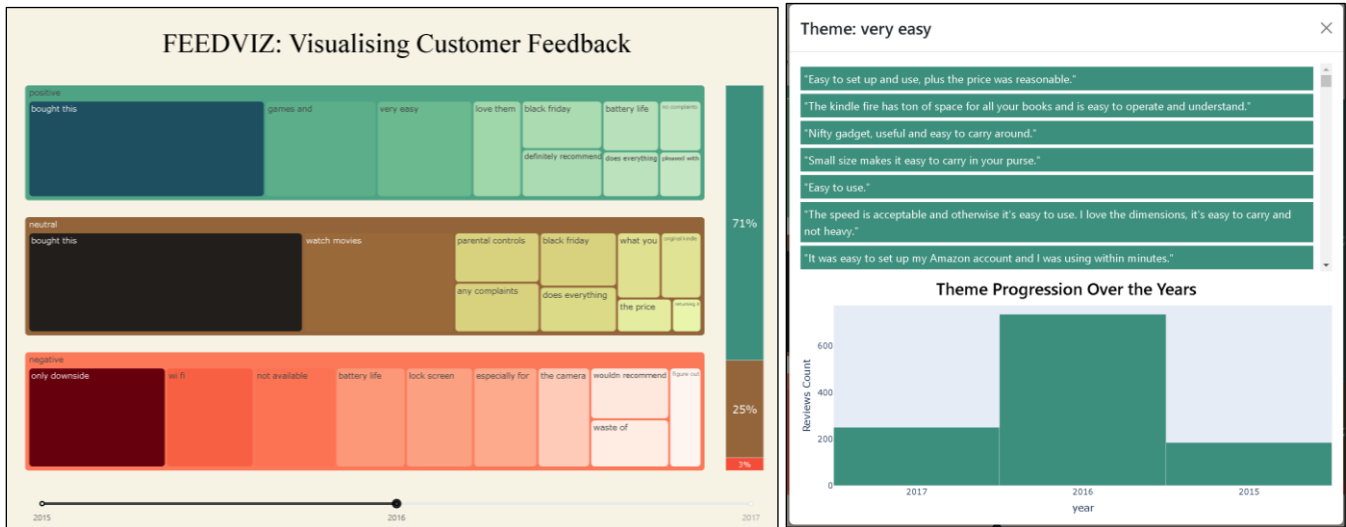 FEEDVIZ: Visualising Customer Feedback
positive
bought this
games and
very easy
love them
black friday
battery life
no complaints
definitely recommend
does everything
pleased with
neutral
bought this
watch movies
parental controls
black friday
what you
original kindle
any complaints
does everything
the price
returning it
negative
only downside
wi fi
not available
battery life
lock screen
especially for
the camera
wouldn recommend
figure out
waste of
71%
25%
3%
2015
2016
2017
Theme: very easy
"Easy to set up and use, plus the price was reasonable."
"The kindle fire has ton of space for all your books and is easy to operate and understand."
"Nifty gadget, useful and easy to carry around."
"Small size makes it easy to carry in your purse."
"Easy to use."
"The speed is acceptable and otherwise it's easy to use. I love the dimensions, it's easy to carry and
not heavy."
"It was easy to set up my Amazon account and I was using within minutes."
Theme Progression Over the Years
Reviews Count
600
400
200
0
2017
2016
2015
year